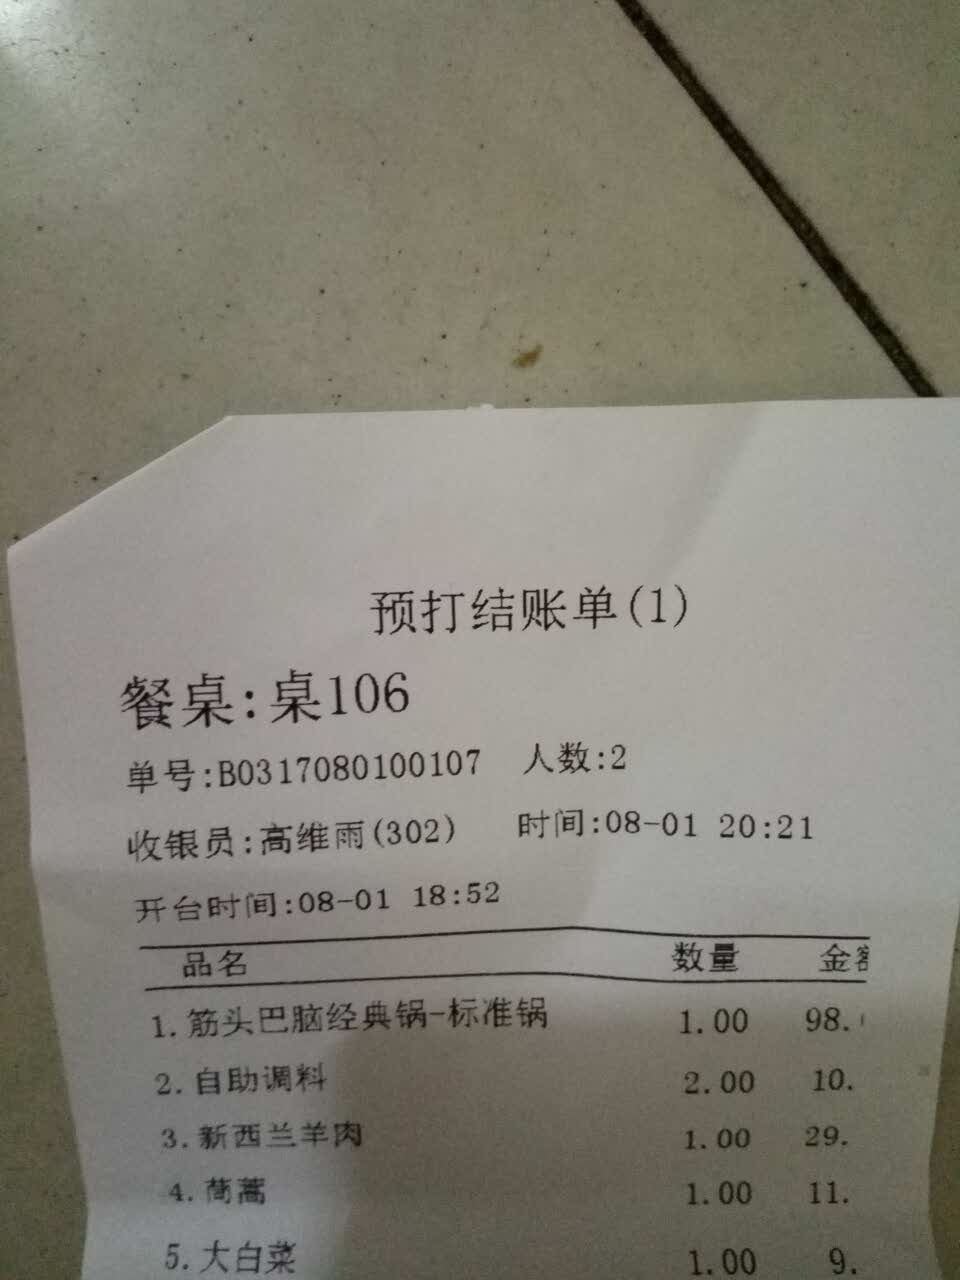 预打结账单(1)
餐桌:桌106
单号:B0317080100107 人数:2
收银员:高维雨(302) 时间:08-01 20:21
开台时间:08-01 18:52
品名 数量 金
1.筋头巴脑经典锅-标准锅 1.00 98.
2.自助调料 2.00 10.
3.新西兰羊肉 1.00 29.
4.茼蒿 1.00 11.
5.大白菜 1.00 9.